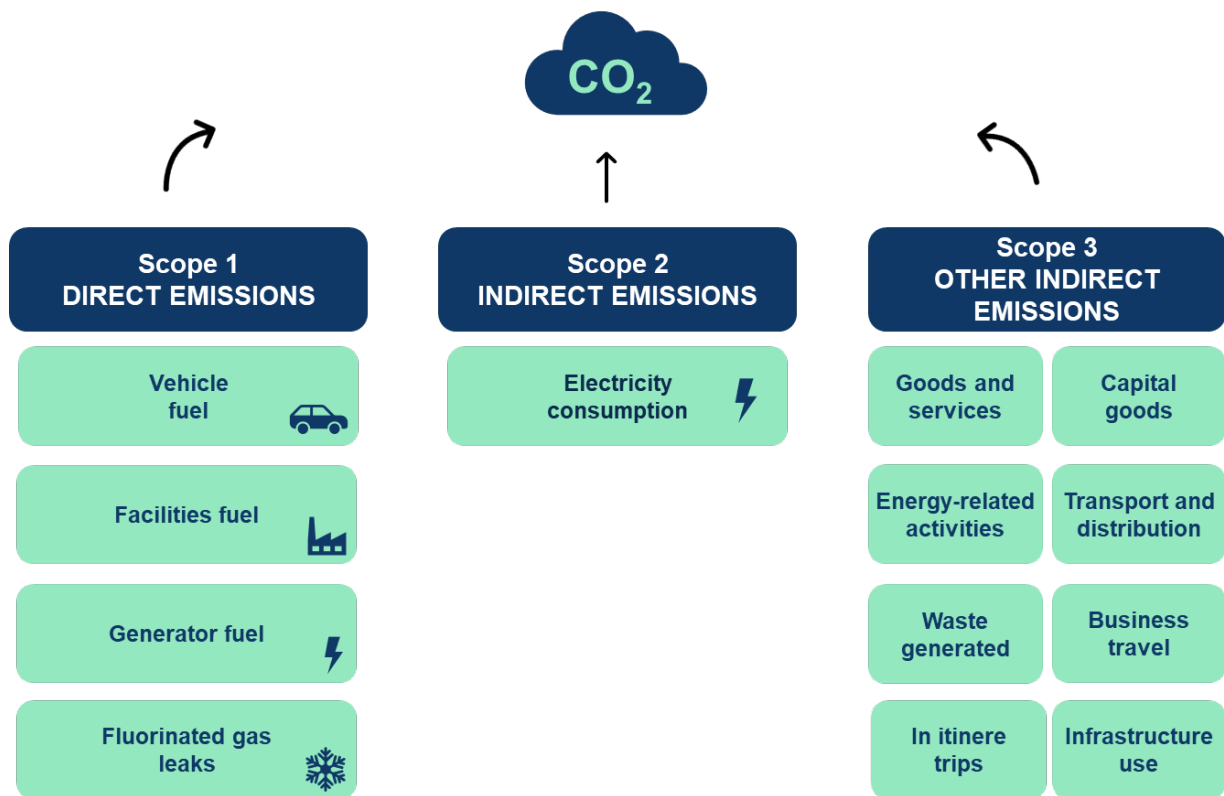 CO₂
Scope 1
DIRECT EMISSIONS
Vehicle
fuel
Facilities fuel
Generator fuel
Fluorinated gas
leaks
Scope 2
INDIRECT EMISSIONS
Electricity
consumption
Scope 3
OTHER INDIRECT
EMISSIONS
Goods and
services
Capital
goods
Energy-related
activities
Transport and
distribution
Waste
generated
Business
travel
In itinere
trips
Infrastructure
use